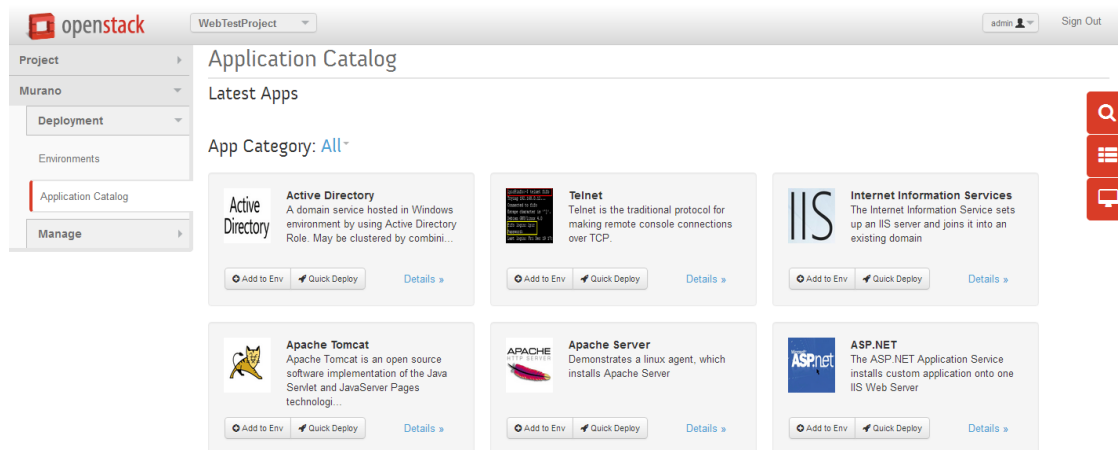 openstack
WebTestProject
admin
Sign Out
Project
Murano
Deployment
Environments
Application Catalog
Manage
Application Catalog
Latest Apps
App Category: All
Active
Directory
Active Directory
A domain service hosted in Windows
environment by using Active Directory
Role. May be clustered by combini...
Add to Env
Quick Deploy
Details »
Telnet
Telnet is the traditional protocol for
making remote console connections
over TCP.
Add to Env
Quick Deploy
Details »
IIS
Internet Information Services
The Internet Information Service sets
up an IIS server and joins it into an
existing domain
Add to Env
Quick Deploy
Details »
Apache Tomcat
Apache Tomcat is an open source
software implementation of the Java
Servlet and JavaServer Pages
technologi...
Add to Env
Quick Deploy
Details »
APACHE
HTTP SERVER
Apache Server
Demonstrates a linux agent, which
installs Apache Server
Add to Env
Quick Deploy
Details »
Microsoft
ASP.net
ASP.NET
The ASP.NET Application Service
installs custom application onto one
IIS Web Server
Add to Env
Quick Deploy
Details »